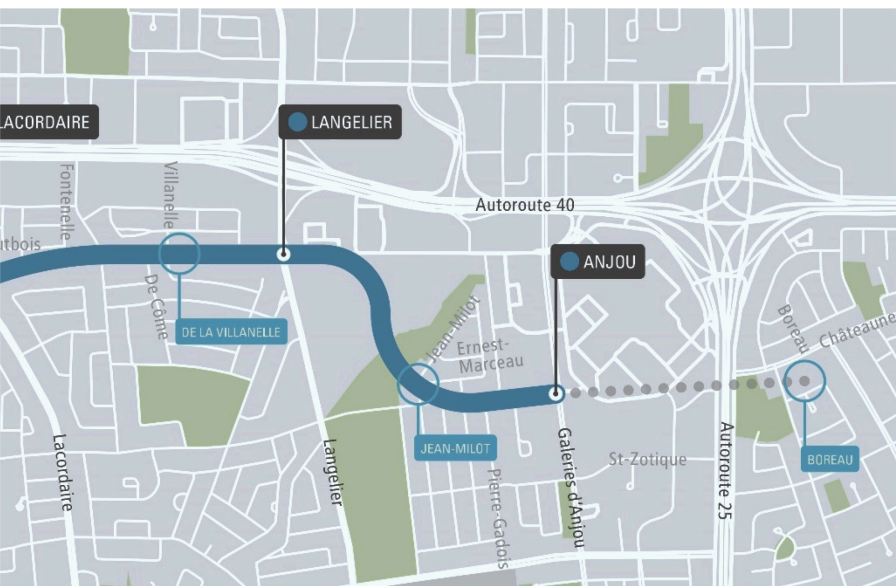 LACORDAIRE
LANGELIER
Autoroute 40
Fontenelle
Villanelle
ANJOU
De Côme
DE LA VILLANELLE
Jean-Milot
Ernest-
Marceau
Boreau
Châteaune
JEAN-MILOT
BOREAU
Lacordaire
Langelier
Pierre-Gadois
Galeries d'Anjou
St-Zotique
Autoroute 25